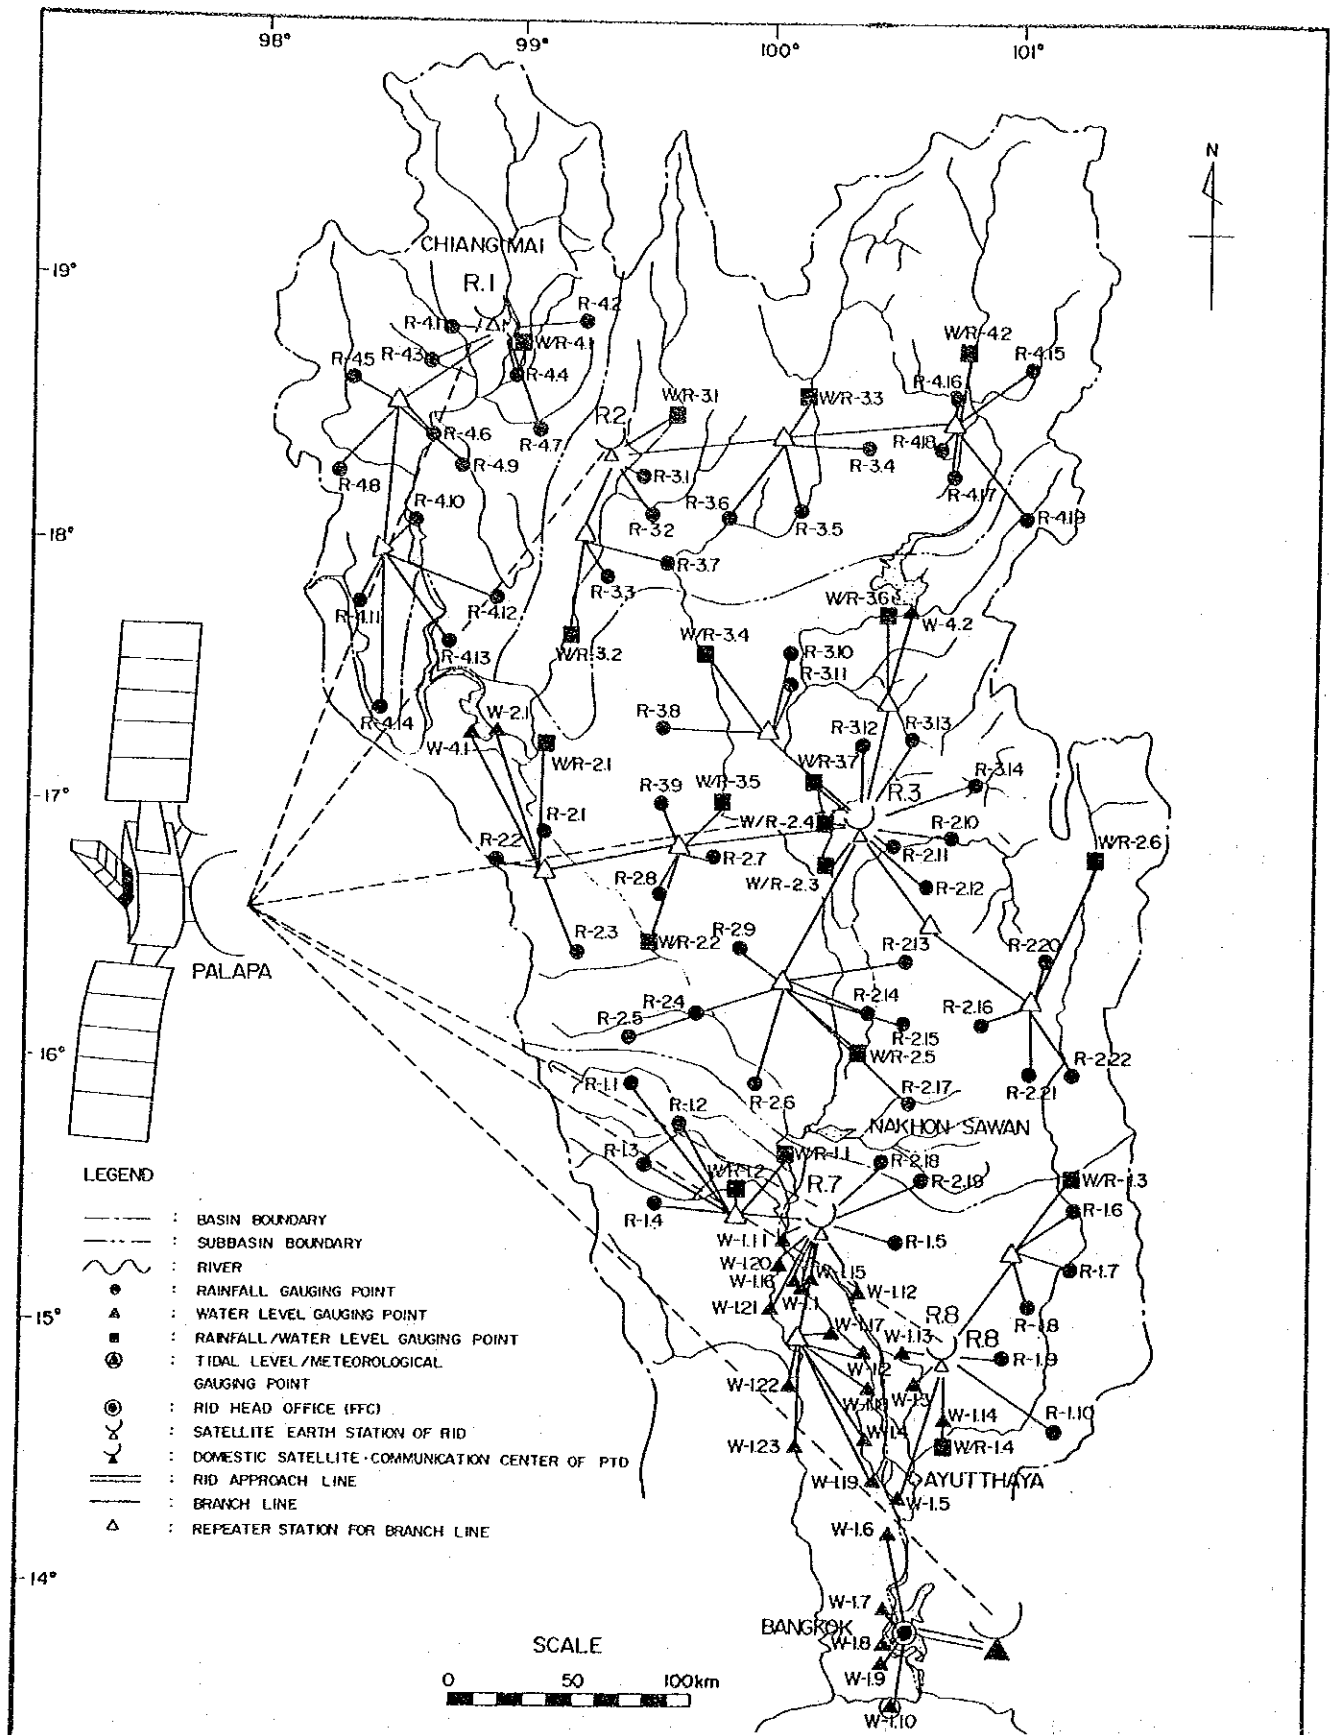 98° 99° 100° 101°
N
CHIANGMAI
19°
R.1
R-4.1
R-4.2
R-4.3
W/R-4.1
R-4.5
R-4.4
W/R-4.2
R-4.15
R-4.16
W/R-3.1
W/R-3.3
R2
R-4.6
R-4.7
R-4.18
R-3.4
R-4.9
R-4.8
R-3.1
R-4.17
R-4.10
R-3.2
R-3.6
R-3.5
R-4.19
18°
R-3.7
R-3.3
R-4.11
R-4.12
W/R-3.6
W-4.2
R-4.13
W/R-3.2
W/R-3.4
R-3.10
R-3.11
R-4.14
W-2.1
W-4.1
R-3.8
R-3.12
R-3.13
W/R-2.1
W/R-3.7
R-3.14
17°
R-3.9
W/R-3.5
R.3
R-2.1
W/R-2.4
R-2.10
R-2.2
R-2.7
R-2.11
W/R-2.6
R-2.8
W/R-2.3
R-2.12
R-2.3
W/R-2.2
R-2.9
R-2.13
R-2.20
PALAPA
R-2.4
R-2.14
R-2.16
R-2.5
R-2.15
16°
W/R-2.5
R-1.1
R-2.6
R-2.17
R-2.21
R-2.22
R-1.2
NAKHON SAWAN
R-1.3
W/R-1.1
R-2.18
W/R-1.2
R-2.19
W/R-1.3
R.7
R-1.4
R-1.6
W-1.11
R-1.5
W-1.20
W-1.15
R-1.7
W-1.16
W-1.1
W-1.12
W-1.21
R-1.8
15°
W-1.17
W-1.13
R.8
R8
W-1.2
R-1.9
W-1.22
W-1.3
W-1.4
W-1.14
R-1.10
W-1.23
W/R-1.4
W-1.19
AYUTTHAYA
W-1.5
W-1.6
14°
W-1.7
BANGKOK
W-1.8
W-1.9
W-1.10
LEGEND
: BASIN BOUNDARY
: SUBBASIN BOUNDARY
: RIVER
: RAINFALL GAUGING POINT
: WATER LEVEL GAUGING POINT
: RAINFALL/WATER LEVEL GAUGING POINT
: TIDAL LEVEL/METEOROLOGICAL
GAUGING POINT
: RID HEAD OFFICE (FFC)
: SATELLITE EARTH STATION OF RID
: DOMESTIC SATELLITE·COMMUNICATION CENTER OF PTD
: RID APPROACH LINE
: BRANCH LINE
: REPEATER STATION FOR BRANCH LINE
SCALE
0 50 100km